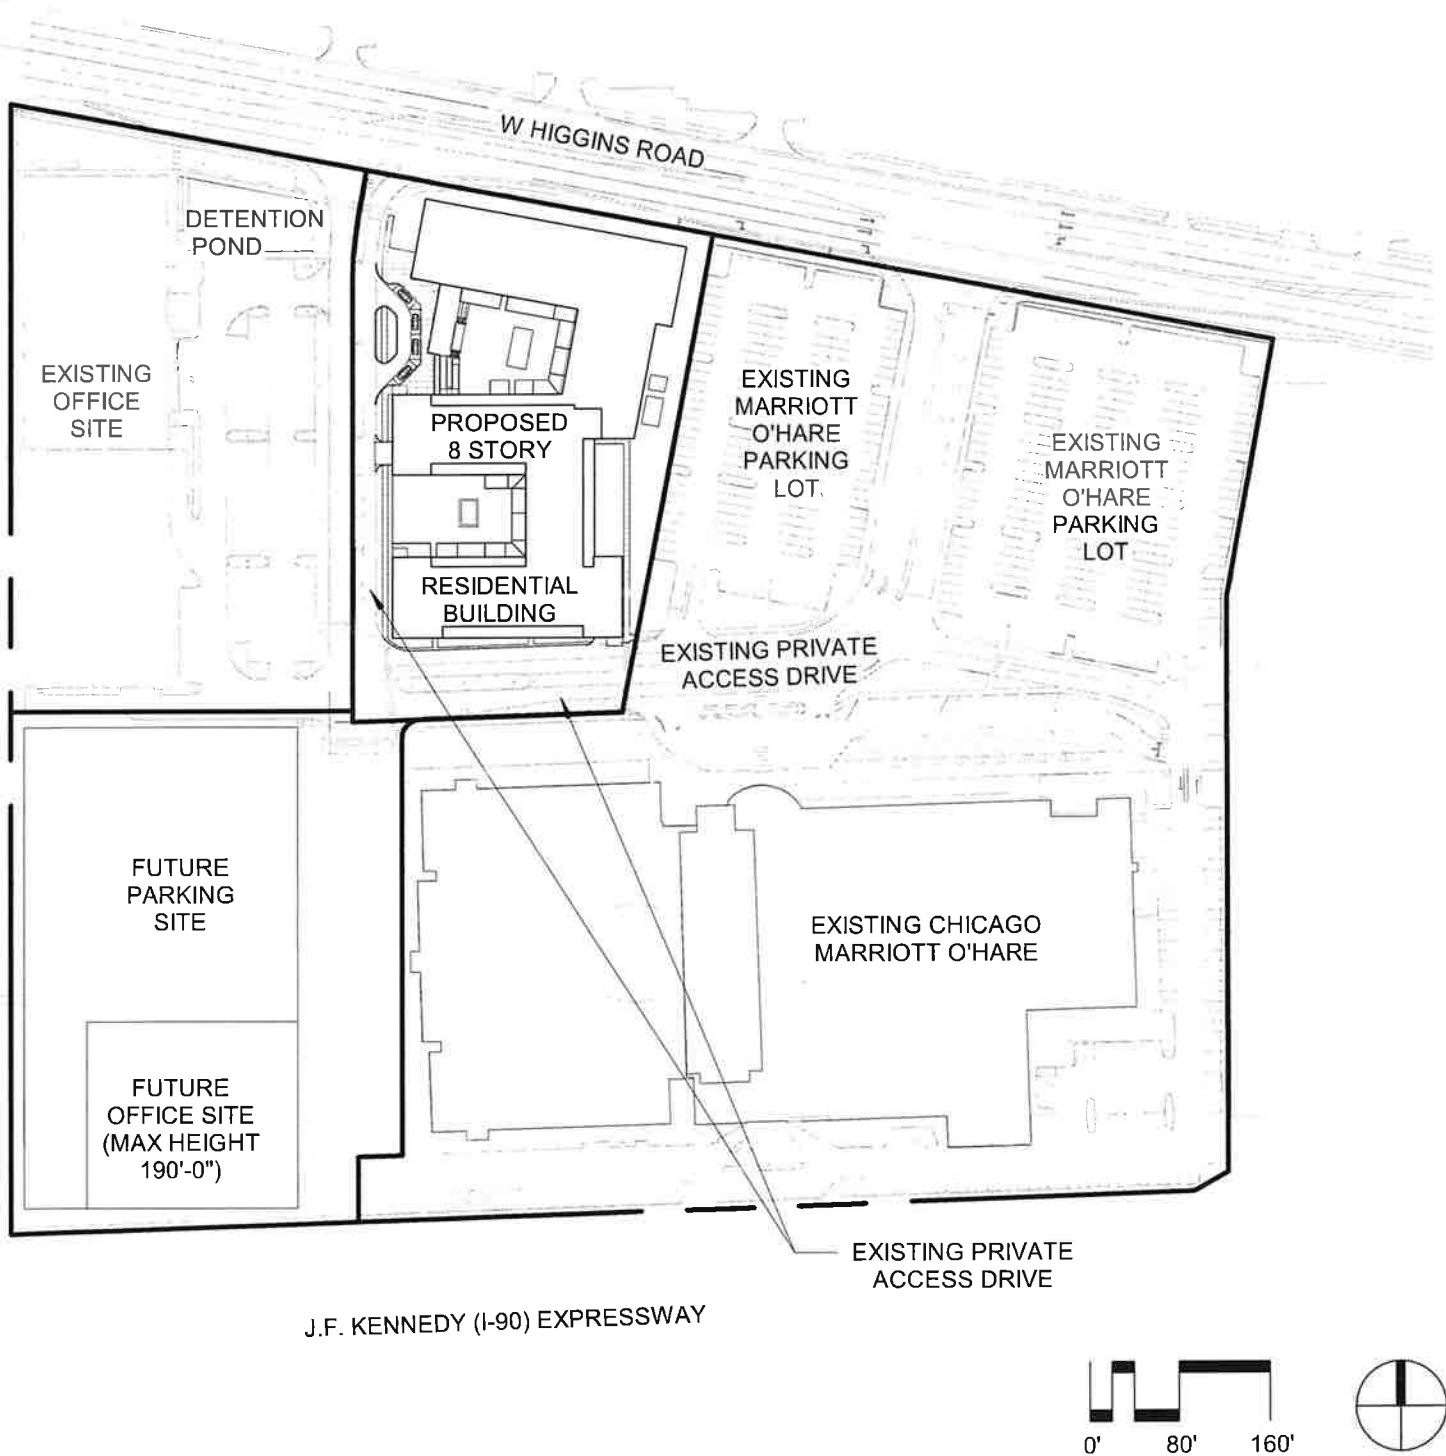 W HIGGINS ROAD
DETENTION
POND
EXISTING
OFFICE
SITE
PROPOSED
8 STORY
RESIDENTIAL
BUILDING
EXISTING
MARRIOTT
O'HARE
PARKING
LOT
EXISTING
MARRIOTT
O'HARE
PARKING
LOT
EXISTING PRIVATE
ACCESS DRIVE
FUTURE
PARKING
SITE
EXISTING CHICAGO
MARRIOTT O'HARE
FUTURE
OFFICE SITE
(MAX HEIGHT
190'-0")
EXISTING PRIVATE
ACCESS DRIVE
J.F. KENNEDY (I-90) EXPRESSWAY
0' 80' 160'